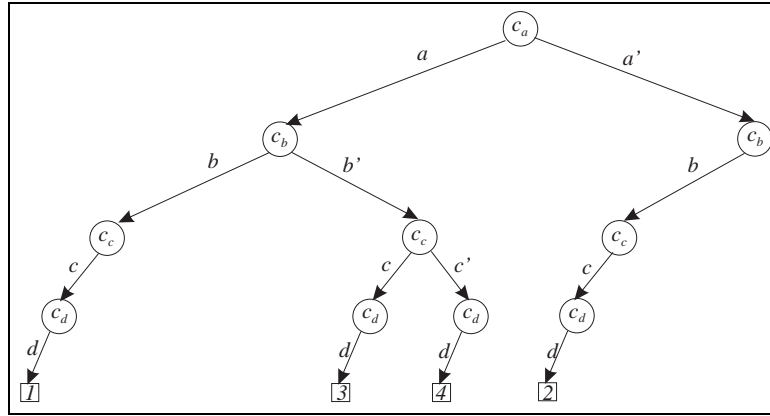 c_a
a a'
c_b c_b
b b' b
c_c c_c c_c
c c c' c
c_d c_d c_d c_d
d d d d
1 3 4 2